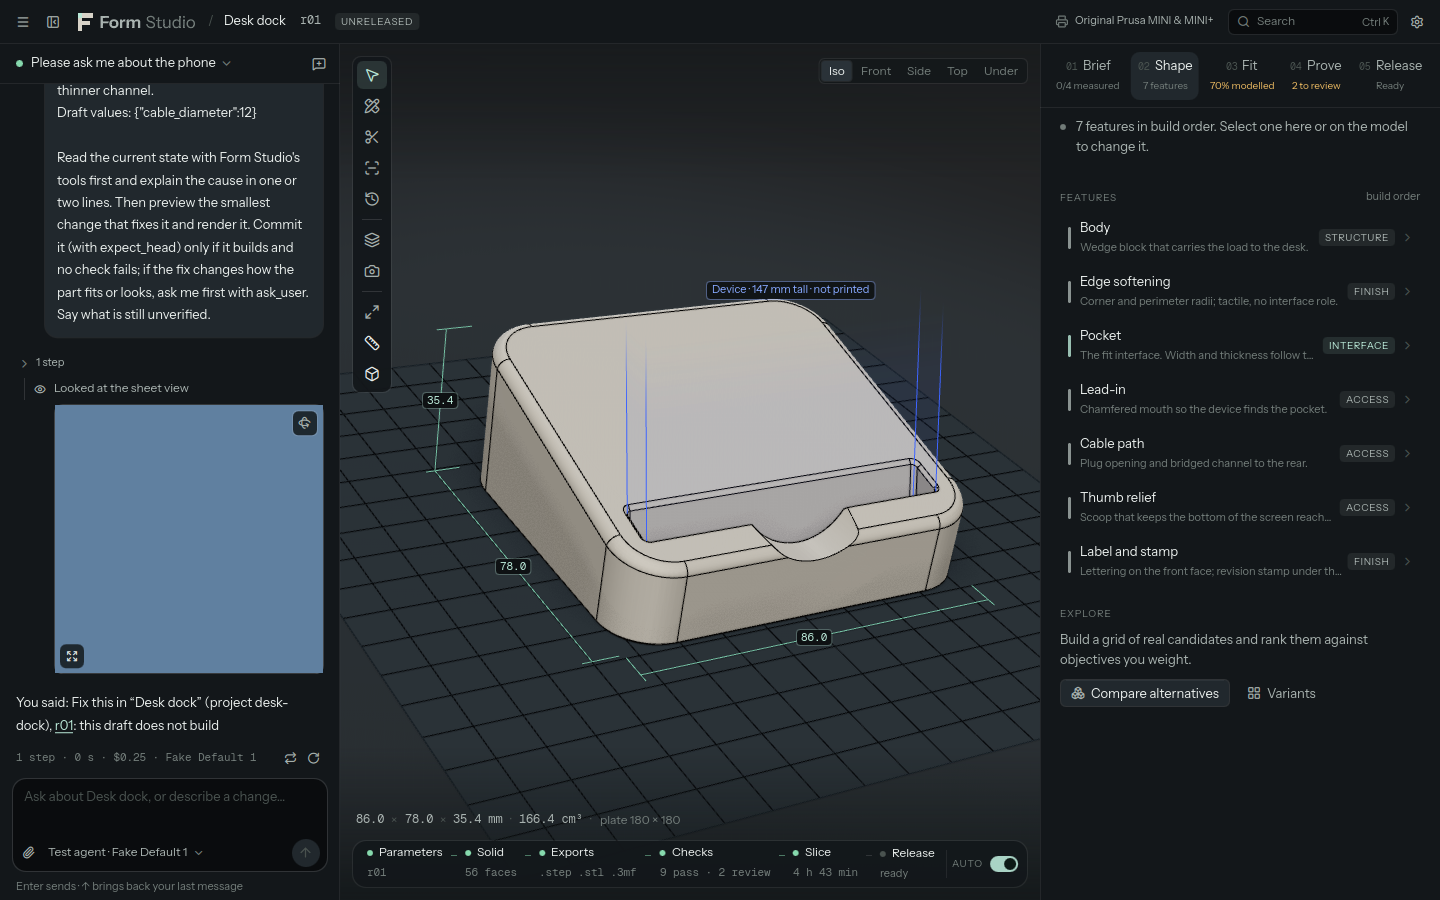 Form Studio / Desk dock r01 UNRELEASED
Original Prusa MINI & MINI+
Search Ctrl K
Please ask me about the phone
thinner channel.
Draft values: {"cable_diameter":12}
Read the current state with Form Studio's
tools first and explain the cause in one or
two lines. Then preview the smallest
change that fixes it and render it. Commit
it (with expect_head) only if it builds and
no check fails; if the fix changes how the
part fits or looks, ask me first with ask_user.
Say what is still unverified.
1 step
Looked at the sheet view
You said: Fix this in “Desk dock” (project desk-
dock), r01: this draft does not build
1 step · 0 s · $0.25 · Fake Default 1
Ask about Desk dock, or describe a change...
Test agent · Fake Default 1
Enter sends · ↑ brings back your last message
Iso Front Side Top Under
Device · 147 mm tall · not printed
35.4
78.0
86.0
86.0 × 78.0 × 35.4 mm · 166.4 cm³ · plate 180 × 180
Parameters – Solid – Exports – Checks – Slice – Release
r01 56 faces .step .stl .3mf 9 pass · 2 review 4 h 43 min ready
AUTO
01 Brief 02 Shape 03 Fit 04 Prove 05 Release
0/4 measured 7 features 70% modelled 2 to review Ready
7 features in build order. Select one here or on the model
to change it.
FEATURES build order
Body
Wedge block that carries the load to the desk. STRUCTURE
Edge softening
Corner and perimeter radii; tactile, no interface role. FINISH
Pocket
The fit interface. Width and thickness follow t... INTERFACE
Lead-in
Chamfered mouth so the device finds the pocket. ACCESS
Cable path
Plug opening and bridged channel to the rear. ACCESS
Thumb relief
Scoop that keeps the bottom of the screen reach... ACCESS
Label and stamp
Lettering on the front face; revision stamp under th... FINISH
EXPLORE
Build a grid of real candidates and rank them against
objectives you weight.
Compare alternatives Variants